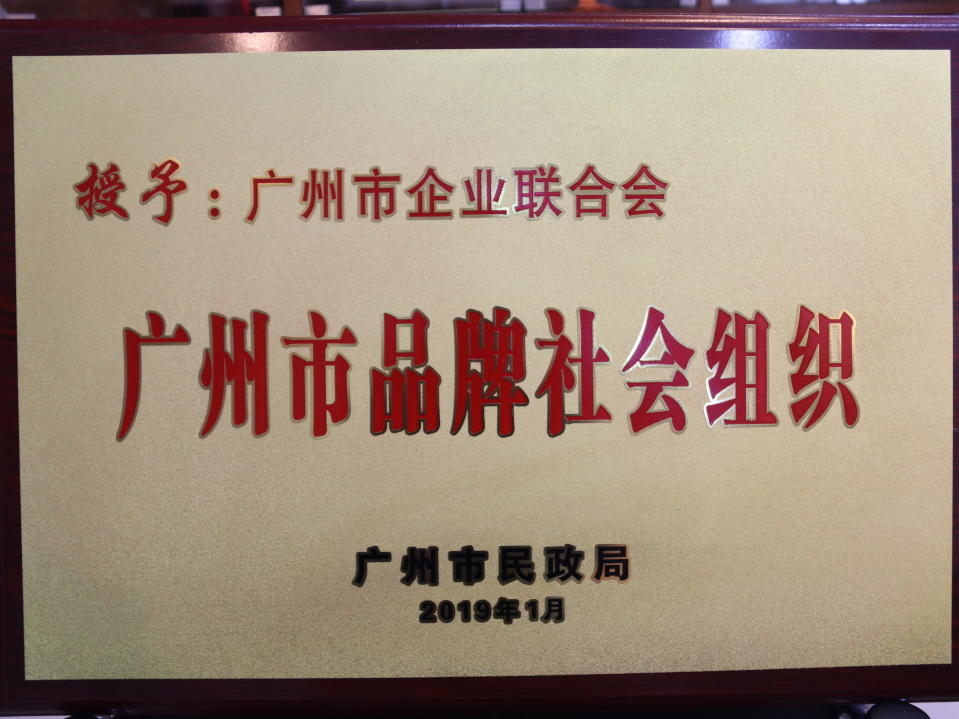 授予：广州市企业联合会
广州市品牌社会组织
广州市民政局
2019年1月